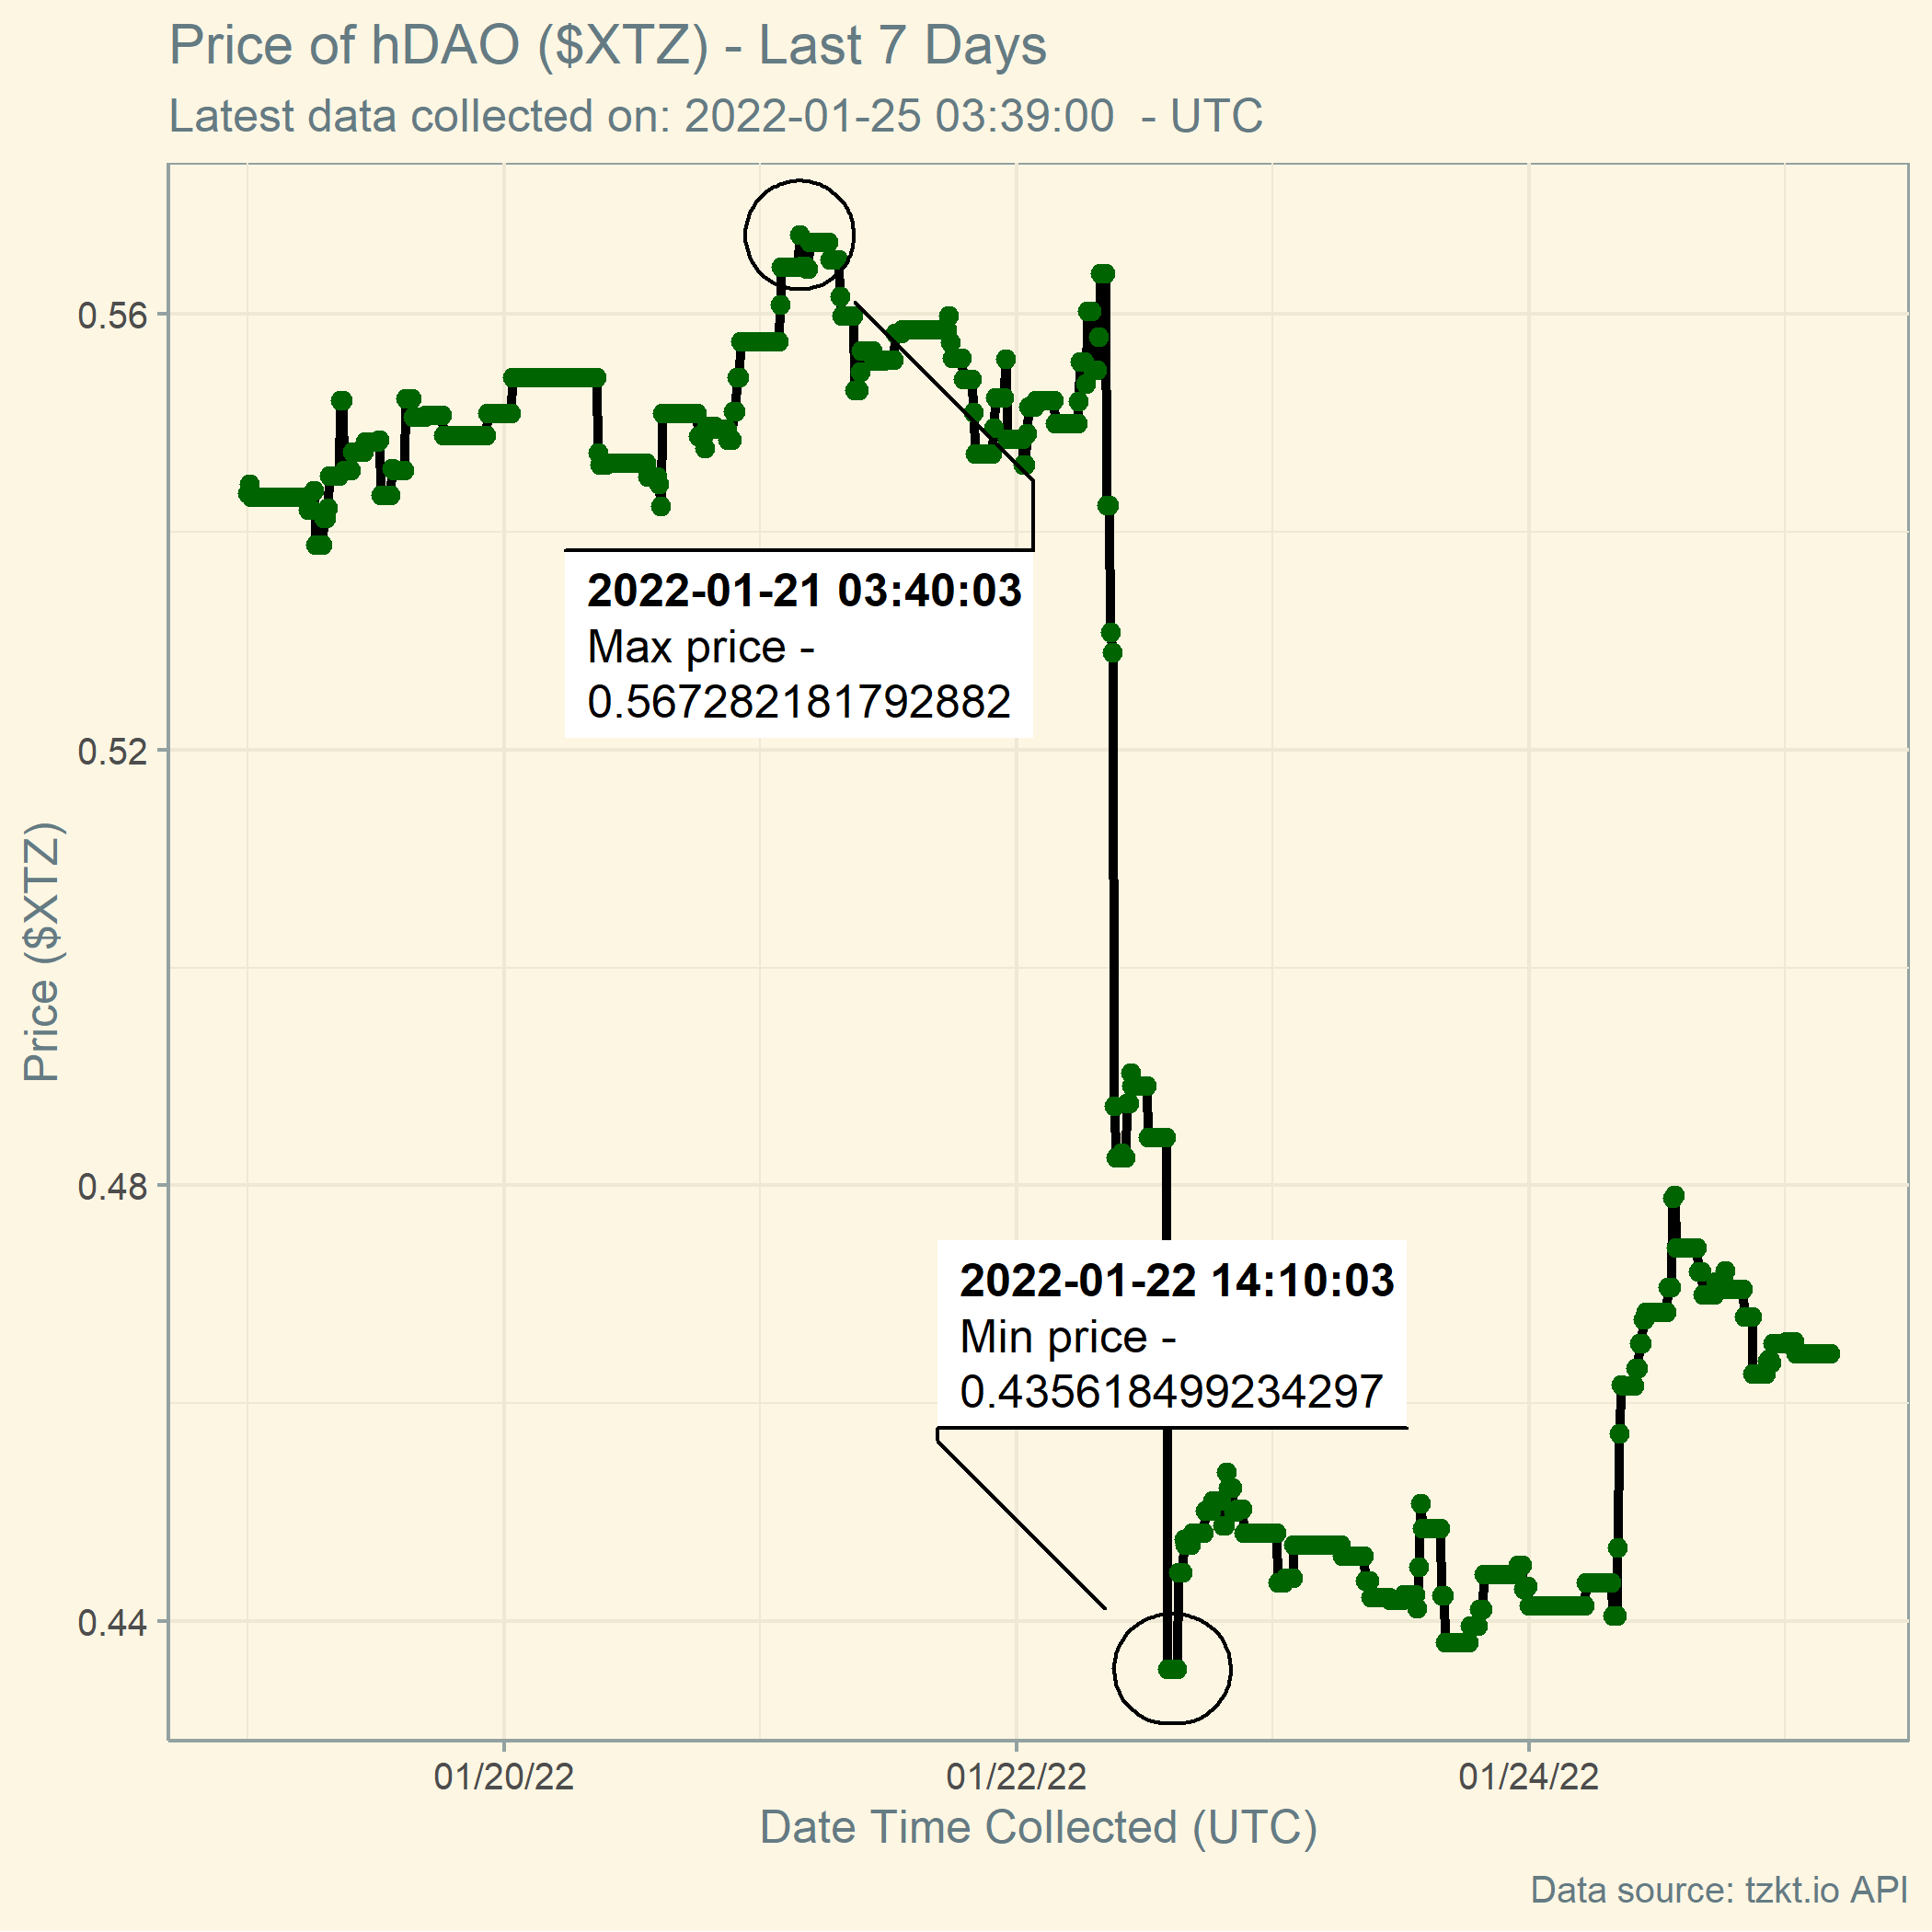 Price of hDAO ($XTZ) - Last 7 Days
Latest data collected on: 2022-01-25 03:39:00  - UTC
Price ($XTZ)
0.56
0.52
0.48
0.44
2022-01-21 03:40:03
Max price -
0.567282181792882
2022-01-22 14:10:03
Min price -
0.435618499234297
01/20/22
01/22/22
01/24/22
Date Time Collected (UTC)
Data source: tzkt.io API